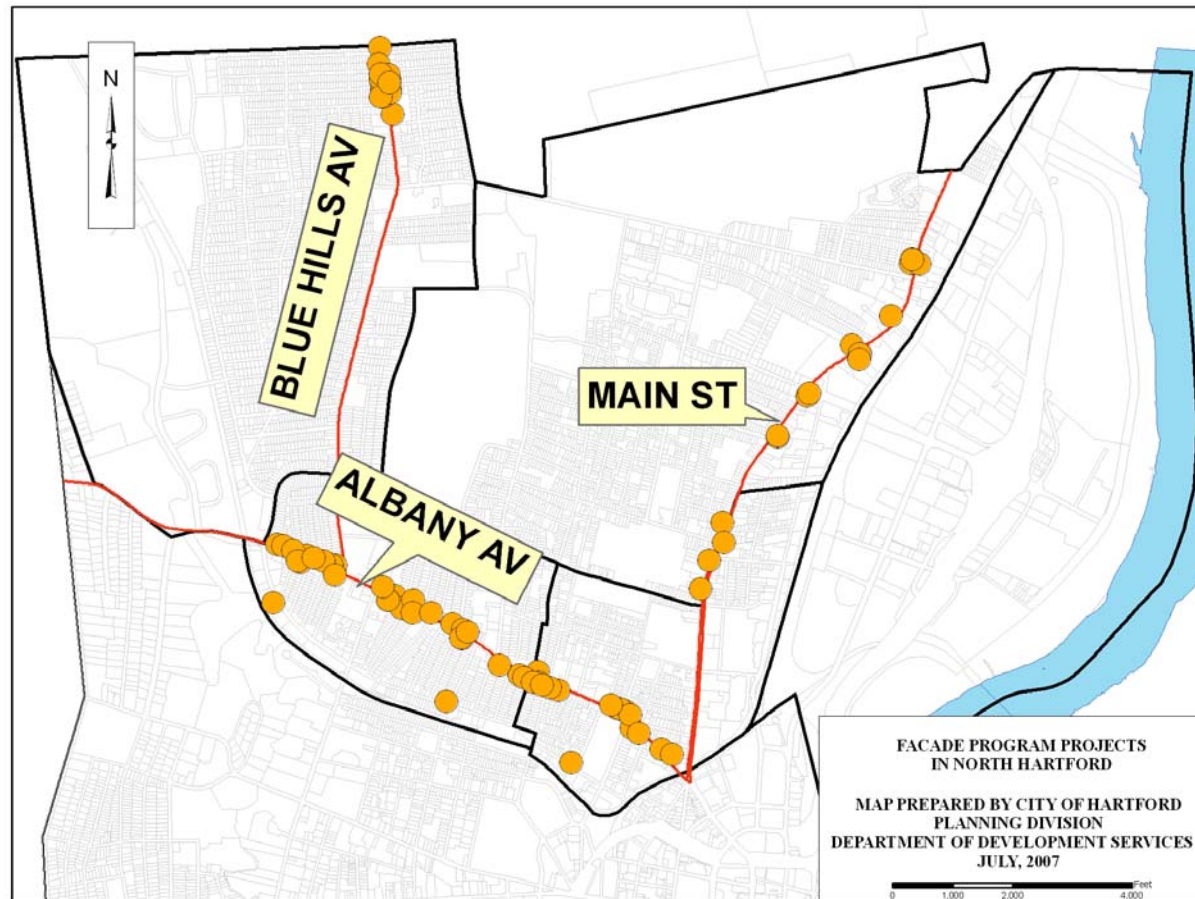 N
BLUE HILLS AV
MAIN ST
ALBANY AV
FACADE PROGRAM PROJECTS
IN NORTH HARTFORD
MAP PREPARED BY CITY OF HARTFORD
PLANNING DIVISION
DEPARTMENT OF DEVELOPMENT SERVICES
JULY, 2007
Feet
0 1,000 2,000 4,000